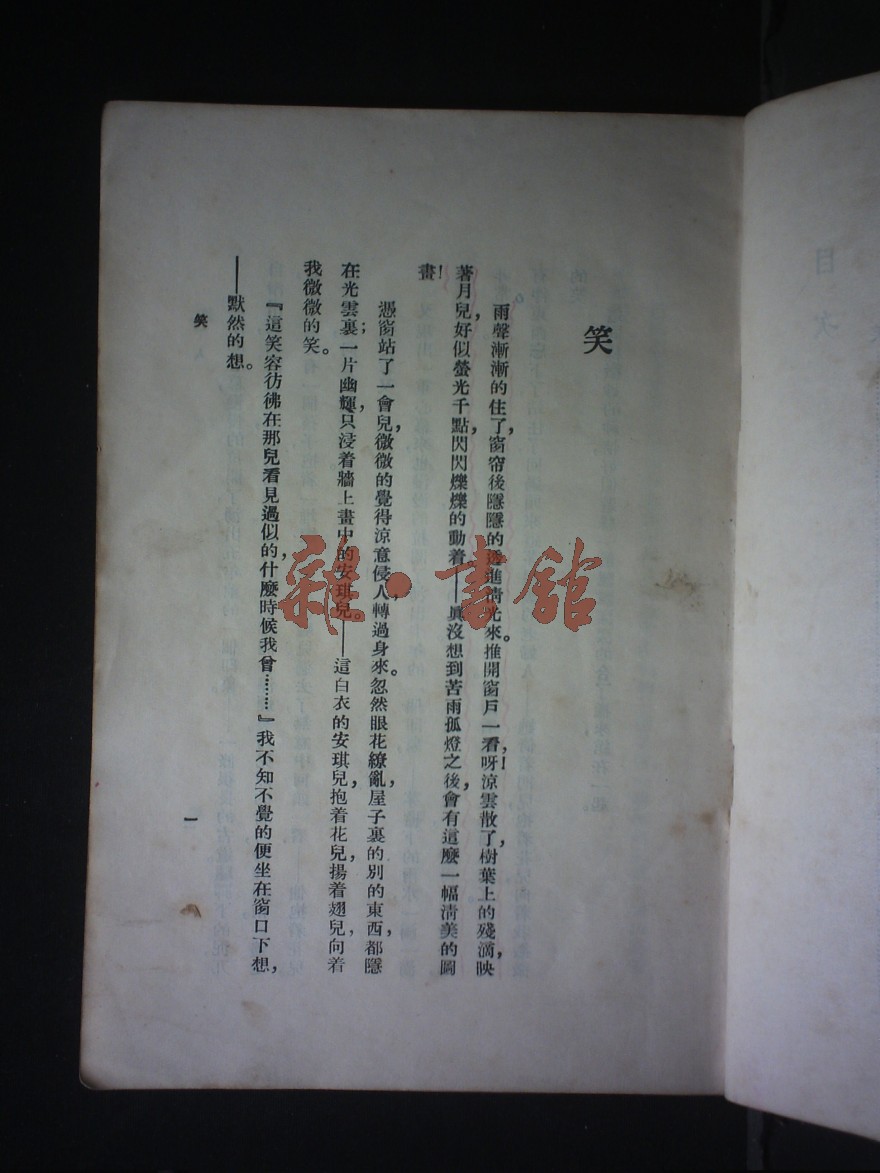 笑
雨聲漸漸的住了，窗帘後隱隱的透進清光來。推開窗戶一看，呀！涼雲散了，樹葉上的殘滴，映
著月兒，好似螢光千點，閃閃爍爍的動着——真沒想到苦雨孤燈之後，會有這麼一幅清美的圖
畫！
憑窗站了一會兒，微微的覺得涼意侵人。轉過身來，忽然眼花繚亂，屋子裏的別的東西，都隱
在光雲裏；一片幽輝，只浸着牆上畫中的安琪兒。——這白衣的安琪兒，抱着花兒，揚着翅兒，向着
我微微的笑。
『這笑容彷彿在那兒看見過似的，什麼時候，我曾……』我不知不覺的便坐在窗口下想，
——默然的想。
笑
一
雜·書館